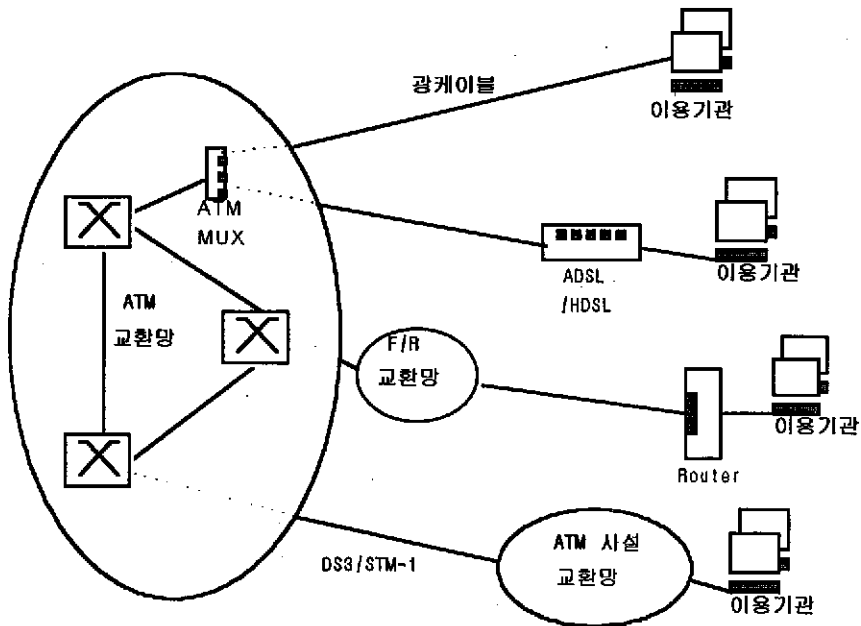 광케이블
이용기관
ATM
MUX
ADSL
/HDSL
이용기관
ATM
교환망
F/R
교환망
Router
이용기관
DS3/STM-1
ATM 사설
교환망
이용기관